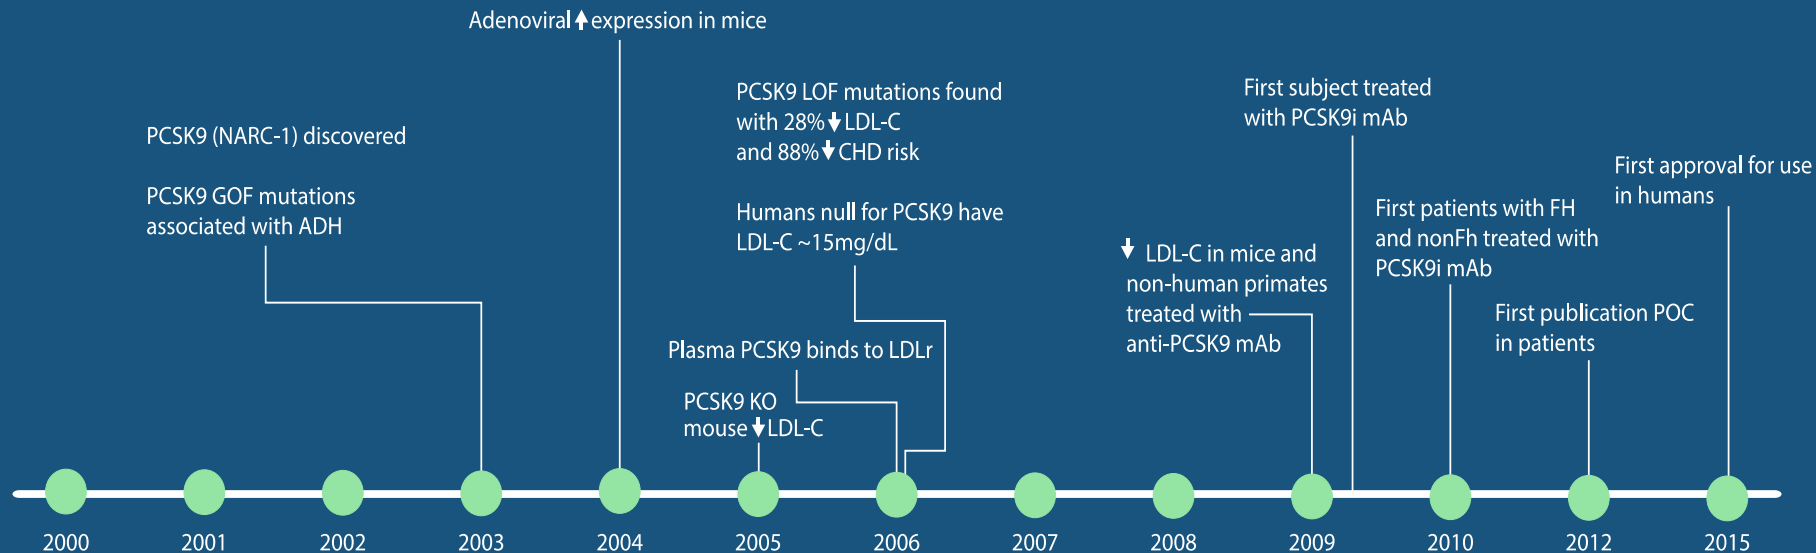 Adenoviral ↑ expression in mice
PCSK9 (NARC-1) discovered
PCSK9 GOF mutations
associated with ADH
PCSK9 LOF mutations found
with 28% ↓ LDL-C
and 88% ↓ CHD risk
Humans null for PCSK9 have
LDL-C ~15mg/dL
Plasma PCSK9 binds to LDLr
PCSK9 KO
mouse ↓ LDL-C
↓ LDL-C in mice and
non-human primates
treated with
anti-PCSK9 mAb
First subject treated
with PCSK9i mAb
First patients with FH
and nonFh treated with
PCSK9i mAb
First publication POC
in patients
First approval for use
in humans
2000 2001 2002 2003 2004 2005 2006 2007 2008 2009 2010 2012 2015